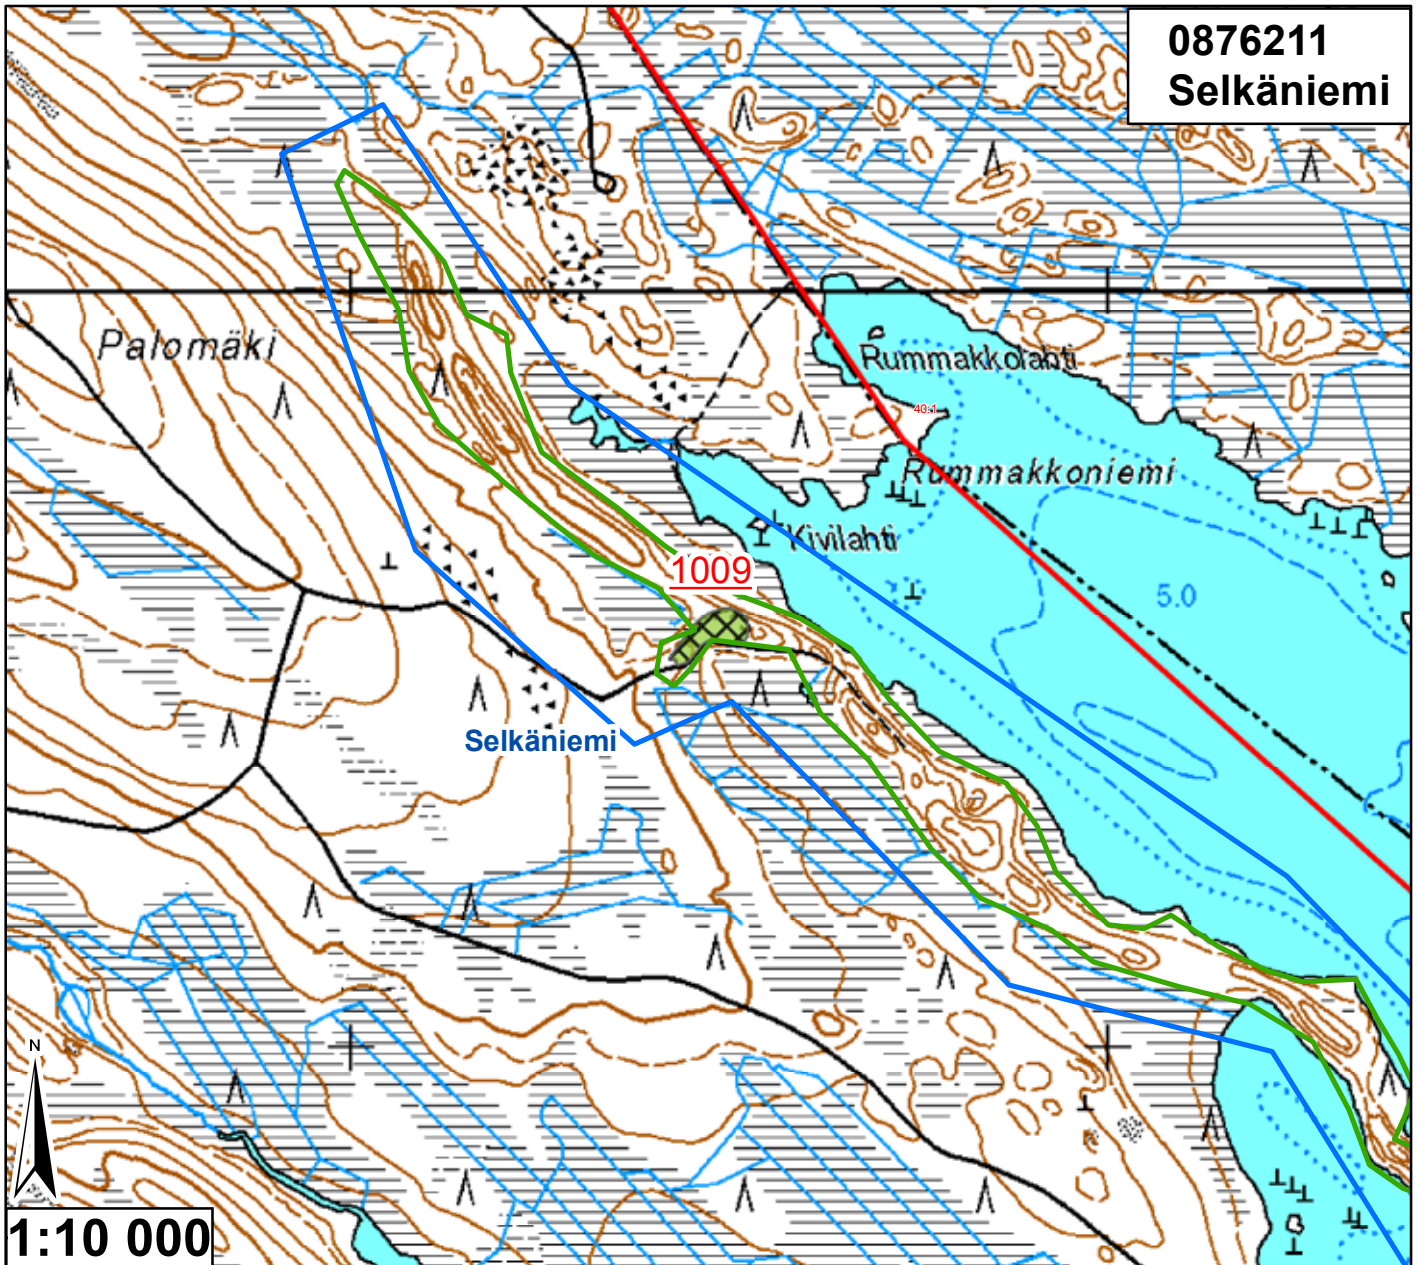 0876211
Selkäniemi
Palomäki
Rummakkolahti
40:1
Rummakkoniemi
Kivilahti
1009
5.0
Selkäniemi
N
1:10 000